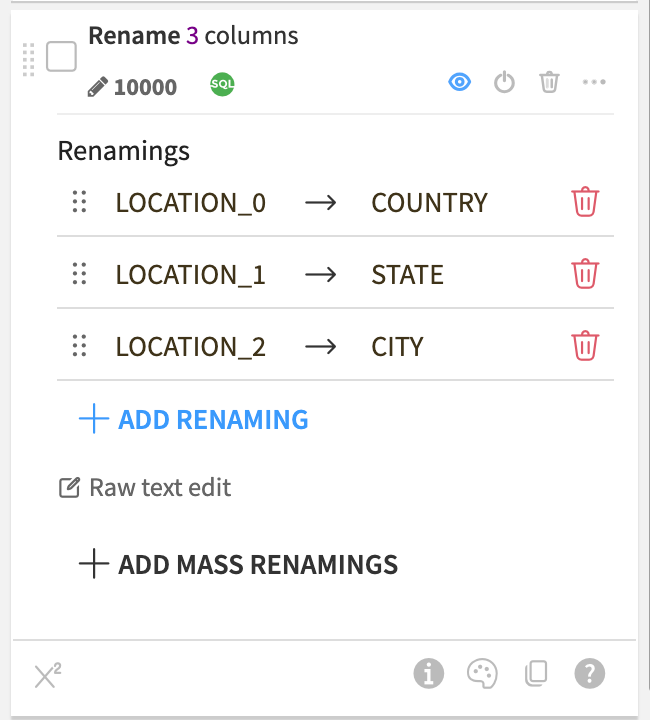 Rename 3 columns
10000 SQL
Renamings
LOCATION_0 → COUNTRY
LOCATION_1 → STATE
LOCATION_2 → CITY
+ ADD RENAMING
Raw text edit
+ ADD MASS RENAMINGS
X² i ?